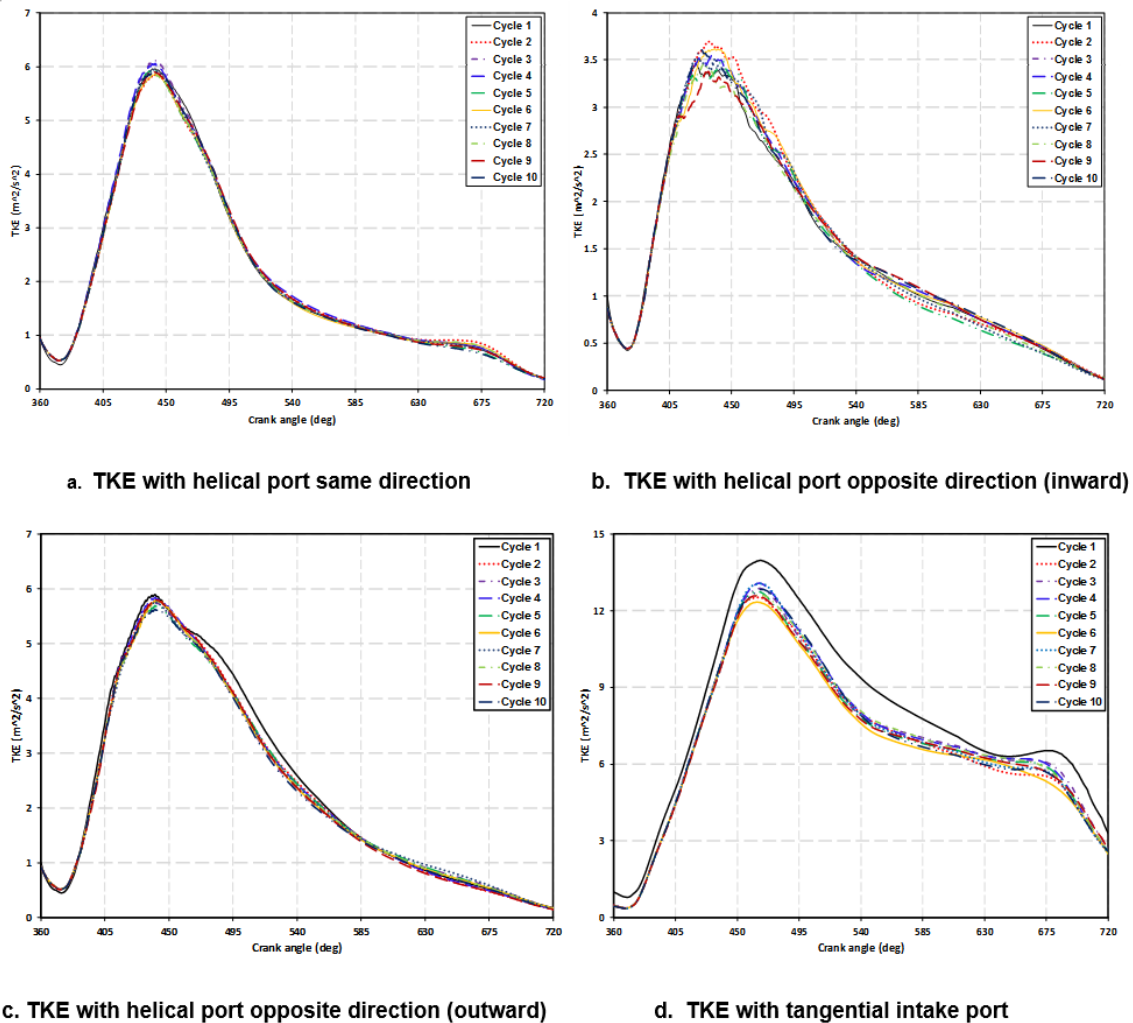 7
6
5
4
3
2
1
0
TKE (m^2/s^2)
360 405 450 495 540 585 630 675 720
Crank angle (deg)
Cycle 1
Cycle 2
Cycle 3
Cycle 4
Cycle 5
Cycle 6
Cycle 7
Cycle 8
Cycle 9
Cycle 10
a. TKE with helical port same direction
4
3.5
3
2.5
2
1.5
1
0.5
0
TKE (m^2/s^2)
360 405 450 495 540 585 630 675 720
Crank angle (deg)
Cycle 1
Cycle 2
Cycle 3
Cycle 4
Cycle 5
Cycle 6
Cycle 7
Cycle 8
Cycle 9
Cycle 10
b. TKE with helical port opposite direction (inward)
7
6
5
4
3
2
1
0
TKE (m^2/s^2)
360 405 450 495 540 585 630 675 720
Crank angle (deg)
Cycle 1
Cycle 2
Cycle 3
Cycle 4
Cycle 5
Cycle 6
Cycle 7
Cycle 8
Cycle 9
Cycle 10
c. TKE with helical port opposite direction (outward)
15
12
9
6
3
0
TKE (m^2/s^2)
360 405 450 495 540 585 630 675 720
Crank angle (deg)
Cycle 1
Cycle 2
Cycle 3
Cycle 4
Cycle 5
Cycle 6
Cycle 7
Cycle 8
Cycle 9
Cycle 10
d. TKE with tangential intake port